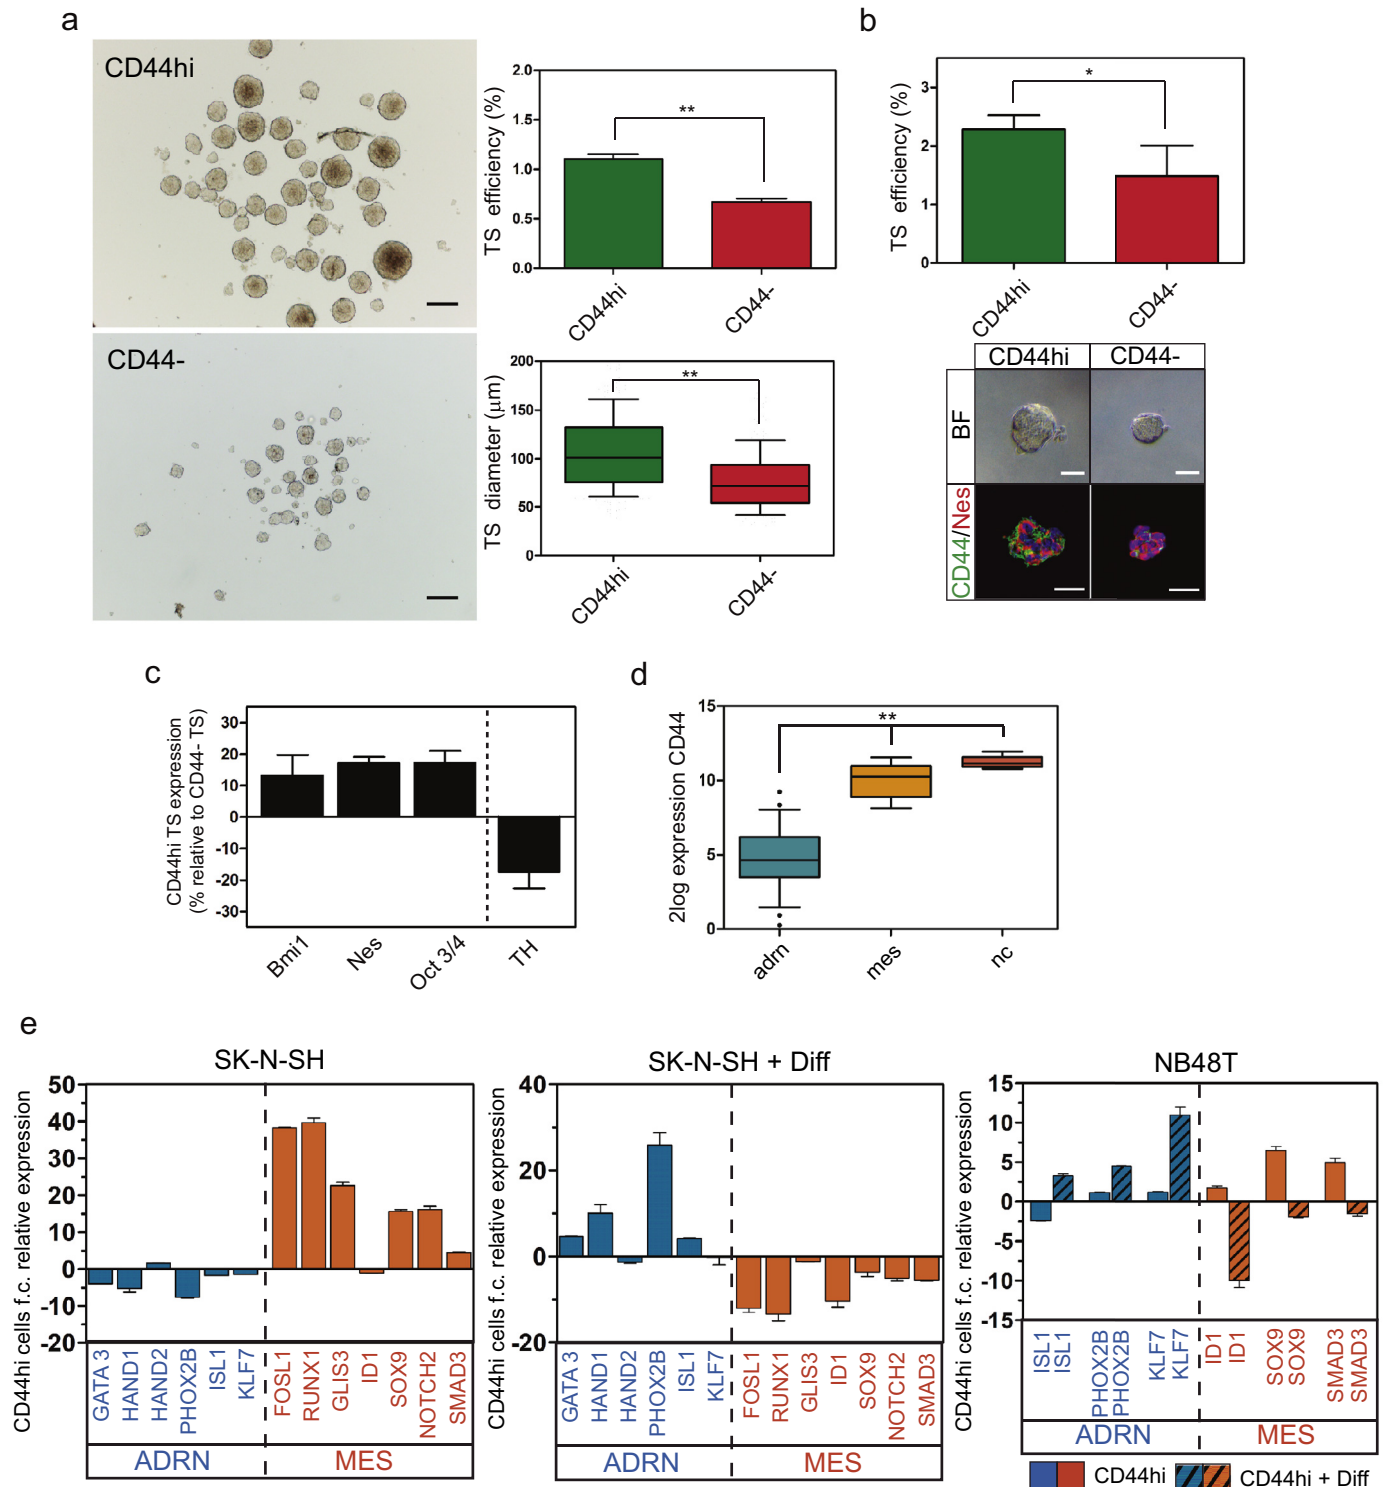 a
CD44hi
CD44-
TS efficiency (%)
2.0
1.5
1.0
0.5
0.0
**
CD44hi
CD44-
TS diameter (μm)
200
150
100
50
0
**
CD44hi
CD44-
b
TS efficiency (%)
3
2
1
0
*
CD44hi
CD44-
CD44hi
CD44-
BF
CD44/Nes
c
CD44hi TS expression
(% relative to CD44- TS)
30
20
10
0
-10
-20
-30
Bmi1
Nes
Oct 3/4
TH
d
2log expression CD44
15
10
5
0
**
adrn
mes
nc
e
SK-N-SH
CD44hi cells f.c. relative expression
50
40
30
20
10
0
-10
-20
GATA 3
HAND1
HAND2
PHOX2B
ISL1
KLF7
FOSL1
RUNX1
GLIS3
ID1
SOX9
NOTCH2
SMAD3
ADRN
MES
SK-N-SH + Diff
CD44hi cells f.c. relative expression
40
20
0
-20
GATA 3
HAND1
HAND2
PHOX2B
ISL1
KLF7
FOSL1
RUNX1
GLIS3
ID1
SOX9
NOTCH2
SMAD3
ADRN
MES
NB48T
CD44hi cells f.c. relative expression
15
10
5
0
-5
-10
-15
ISL1
ISL1
PHOX2B
PHOX2B
KLF7
KLF7
ID1
ID1
SOX9
SOX9
SMAD3
SMAD3
ADRN
MES
CD44hi
CD44hi + Diff